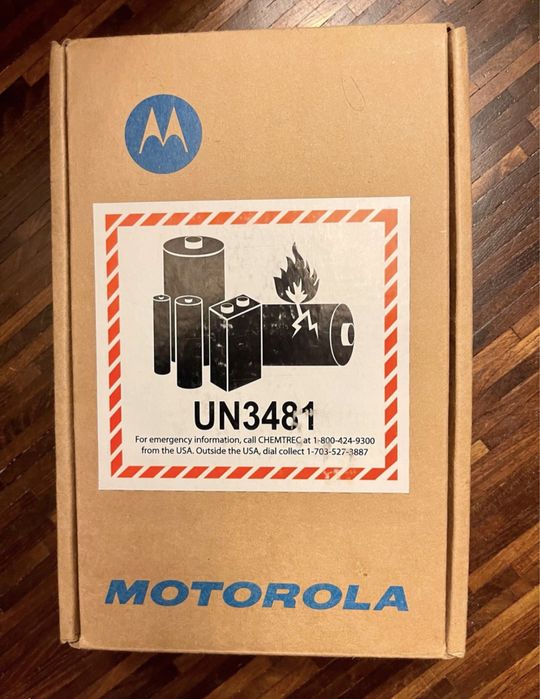 UN3481
For emergency information, call CHEMTREC at 1-800-424-9300
from the USA. Outside the USA, dial collect 1-703-527-3887
MOTOROLA